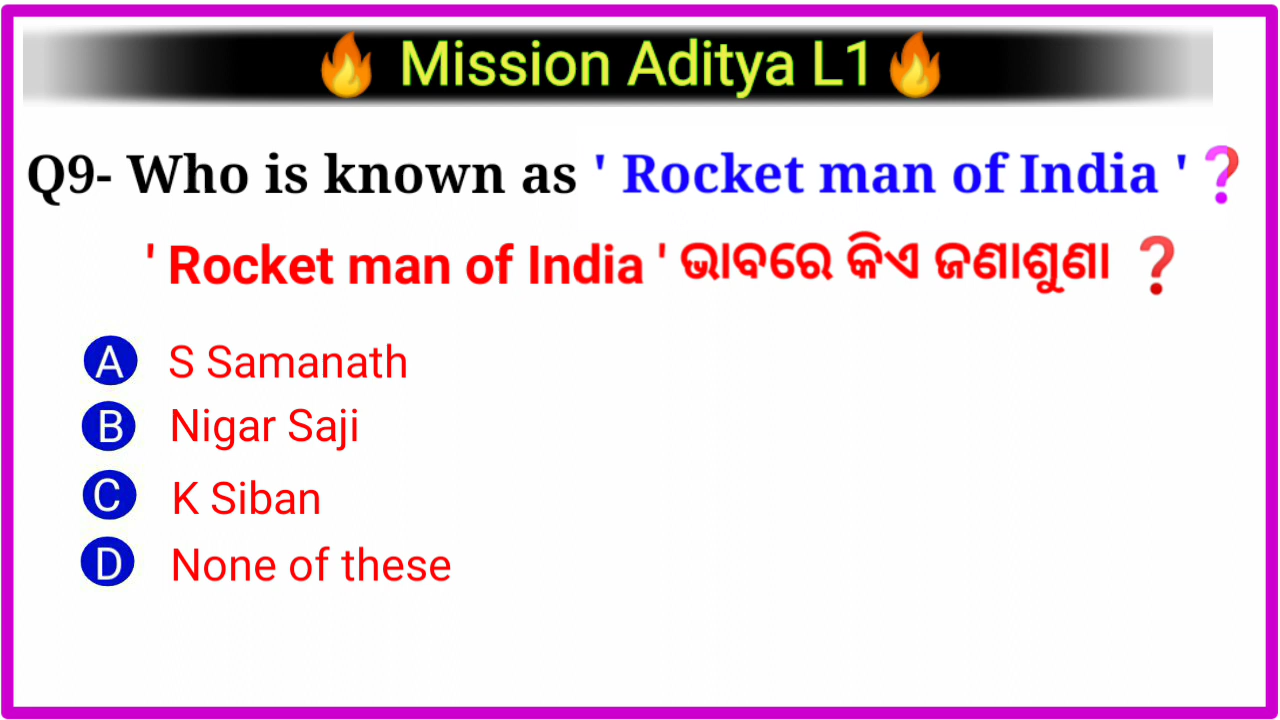 🔥 Mission Aditya L1 🔥
Q9- Who is known as ' Rocket man of India ' ❓
' Rocket man of India ' ଭାବରେ କିଏ ଜଣାଶୁଣା ❓
A S Samanath
B Nigar Saji
C K Siban
D None of these